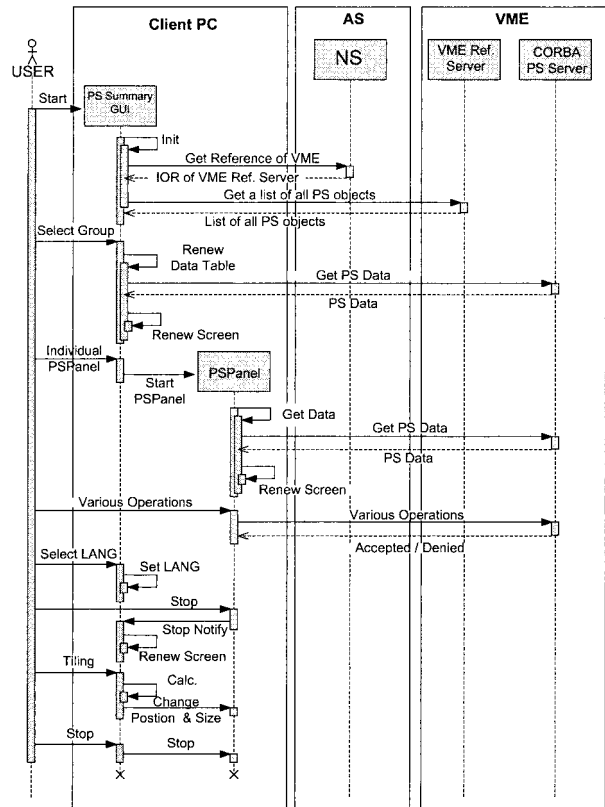 Client PC
AS
VME
USER
PS Summary
GUI
NS
VME Ref.
Server
CORBA
PS Server
Start
Init
Get Reference of VME
IOR of VME Ref. Server
Get a list of all PS objects
List of all PS objects
Select Group
Renew
Data Table
Get PS Data
PS Data
Renew Screen
Individual
PSPanel
Start
PSPanel
PSPanel
Get Data
Get PS Data
PS Data
Renew Screen
Various Operations
Various Operations
Accepted / Denied
Select LANG
Set LANG
Stop
Stop Notify
Renew Screen
Tiling
Calc.
Change
Postion & Size
Stop
Stop